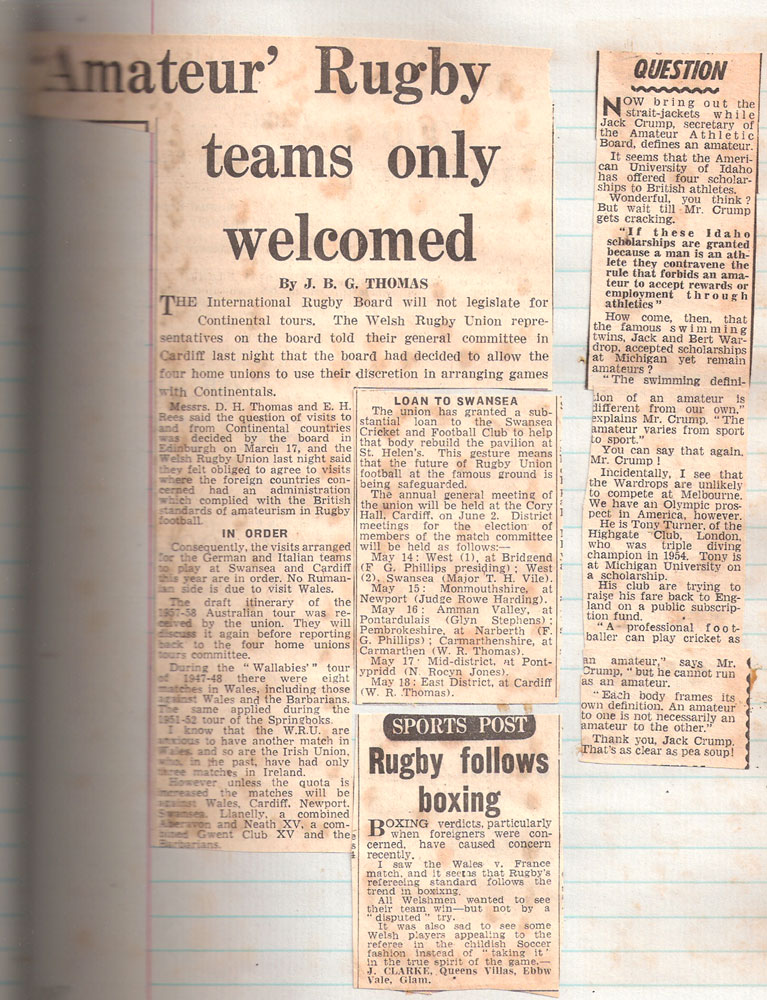 'Amateur' Rugby
teams only
welcomed
By J. B. G. THOMAS
THE International Rugby Board will not legislate for
Continental tours. The Welsh Rugby Union repre-
sentatives on the board told their general committee in
Cardiff last night that the board had decided to allow the
four home unions to use their discretion in arranging games
with Continentals.
Messrs. D. H. Thomas and E. H.
Rees said the question of visits to
and from Continental countries
was decided by the board in
Edinburgh on March 17, and the
Welsh Rugby Union last night said
they felt obliged to agree to visits
where the foreign countries con-
cerned had an administration
which complied with the British
standards of amateurism in Rugby
football.
IN ORDER
Consequently, the visits arranged
for the German and Italian teams
to play at Swansea and Cardiff
this year are in order. No Ruman-
ian side is due to visit Wales.
The draft itinerary of the
1957-58 Australian tour was re-
ceived by the union. They will
discuss it again before reporting
back to the four home unions
tours committee.
During the "Wallabies'" tour
of 1947-48 there were eight
matches in Wales, including those
against Wales and the Barbarians.
The same applied during the
1951-52 tour of the Springboks.
I know that the W.R.U. are
anxious to have another match in
Wales, and so are the Irish Union,
who, in the past, have had only
three matches in Ireland.
However unless the quota is
increased the matches will be
against Wales, Cardiff, Newport,
Swansea, Llanelly, a combined
Aberavon and Neath XV, a com-
bined Gwent Club XV and the
Barbarians.
LOAN TO SWANSEA
The union has granted a sub-
stantial loan to the Swansea
Cricket and Football Club to help
that body rebuild the pavilion at
St. Helen's. This gesture means
that the future of Rugby Union
football at the famous ground is
being safeguarded.
The annual general meeting of
the union will be held at the Cory
Hall, Cardiff, on June 2. District
meetings for the election of
members of the match committee
will be held as follows:—
May 14: West (1), at Bridgend
(F G. Phillips presiding); West
(2), Swansea (Major T. H. Vile).
May 15: Monmouthshire, at
Newport (Judge Rowe Harding).
May 16: Amman Valley, at
Pontardulais (Glyn Stephens);
Pembrokeshire, at Narberth (F.
G. Phillips); Carmarthenshire, at
Carmarthen (W. R. Thomas).
May 17: Mid-district, at Pont-
ypridd (N. Rocyn Jones).
May 18: East District, at Cardiff
(W. R. Thomas).
SPORTS POST
Rugby follows
boxing
BOXING verdicts, particularly
when foreigners were con-
cerned, have caused concern
recently.
I saw the Wales v. France
match, and it seems that Rugby's
refereeing standard follows the
trend in boxixng.
All Welshmen wanted to see
their team win—but not by a
"disputed" try.
It was also sad to see some
Welsh players appealing to the
referee in the childish Soccer
fashion instead of "taking it"
in the true spirit of the game.—
J. CLARKE, Queens Villas, Ebbw
Vale, Glam.
QUESTION
NOW bring out the
strait-jackets while
Jack Crump, secretary of
the Amateur Athletic
Board, defines an amateur.
It seems that the Ameri-
can University of Idaho
has offered four scholar-
ships to British athletes.
Wonderful, you think?
But wait till Mr. Crump
gets cracking.
"If these Idaho
scholarships are granted
because a man is an ath-
lete they contravene the
rule that forbids an ama-
teur to accept rewards or
employment through
athletics"
How come, then, that
the famous swimming
twins, Jack and Bert War-
drop, accepted scholarships
at Michigan yet remain
amateurs?
"The swimming defini-
tion of an amateur is
different from our own,"
explains Mr. Crump. "The
amateur varies from sport
to sport."
You can say that again,
Mr. Crump!
Incidentally, I see that
the Wardrops are unlikely
to compete at Melbourne.
We have an Olympic pros-
pect in America, however.
He is Tony Turner, of the
Highgate Club, London,
who was triple diving
champion in 1954. Tony is
at Michigan University on
a scholarship.
His club are trying to
raise his fare back to Eng-
land on a public subscrip-
tion fund.
"A professional foot-
baller can play cricket as
an amateur," says Mr.
Crump, "but he cannot run
as an amateur.
"Each body frames its
own definition. An amateur
to one is not necessarily an
amateur to the other."
Thank you, Jack Crump.
That's as clear as pea soup!